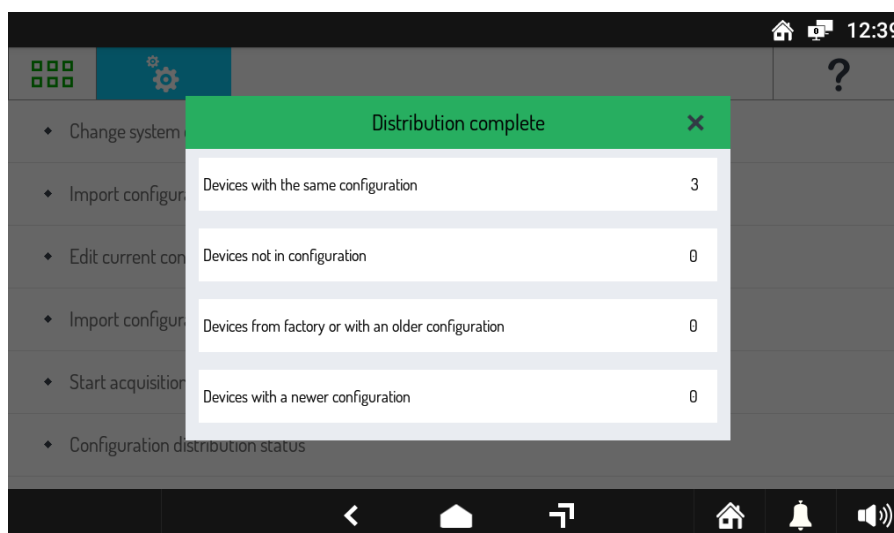 12:39
?
Distribution complete
Change system
Devices with the same configuration 3
Import configur
Edit current con
Devices not in configuration 0
Import configur
Devices from factory or with an older configuration 0
Start acquisition
Devices with a newer configuration 0
Configuration distribution status